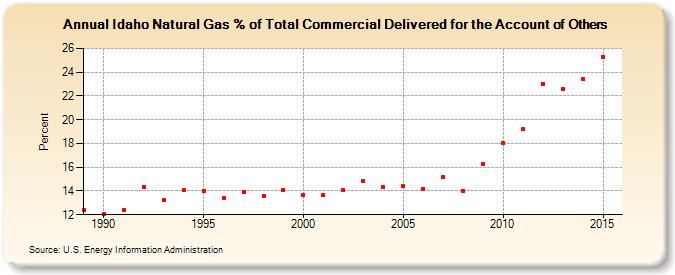 Annual Idaho Natural Gas % of Total Commercial Delivered for the Account of Others
Percent
26
24
22
20
18
16
14
12
1990 1995 2000 2005 2010 2015
Source: U.S. Energy Information Administration